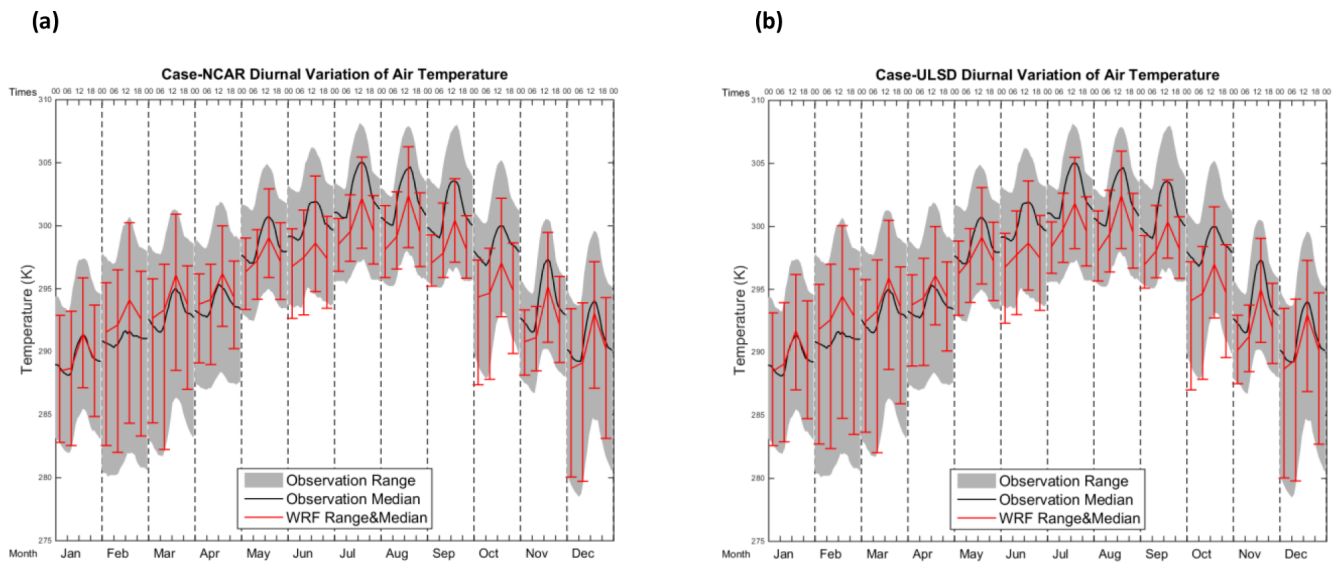 (a)
(b)
Case-NCAR Diurnal Variation of Air Temperature
Times 00 06 12 18 00 06 12 18 00 06 12 18 00 06 12 18 00 06 12 18 00 06 12 18 00 06 12 18 00 06 12 18 00 06 12 18 00 06 12 18 00 06 12 18 00 06 12 18 00
310
305
300
295
290
285
280
275
Temperature (K)
Observation Range
Observation Median
WRF Range&Median
Month Jan Feb Mar Apr May Jun Jul Aug Sep Oct Nov Dec
Case-ULSD Diurnal Variation of Air Temperature
Times 00 06 12 18 00 06 12 18 00 06 12 18 00 06 12 18 00 06 12 18 00 06 12 18 00 06 12 18 00 06 12 18 00 06 12 18 00 06 12 18 00 06 12 18 00 06 12 18 00
310
305
300
295
290
285
280
275
Temperature (K)
Observation Range
Observation Median
WRF Range&Median
Month Jan Feb Mar Apr May Jun Jul Aug Sep Oct Nov Dec